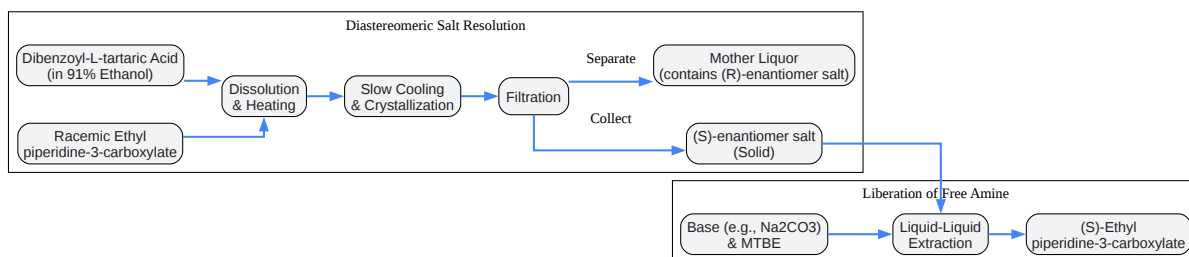 Diastereomeric Salt Resolution
Dibenzoyl-L-tartaric Acid
(in 91% Ethanol)
Racemic Ethyl
piperidine-3-carboxylate
Dissolution
& Heating
Slow Cooling
& Crystallization
Filtration
Separate
Mother Liquor
(contains (R)-enantiomer salt)
Collect
(S)-enantiomer salt
(Solid)
Liberation of Free Amine
Base (e.g., Na2CO3)
& MTBE
Liquid-Liquid
Extraction
(S)-Ethyl
piperidine-3-carboxylate